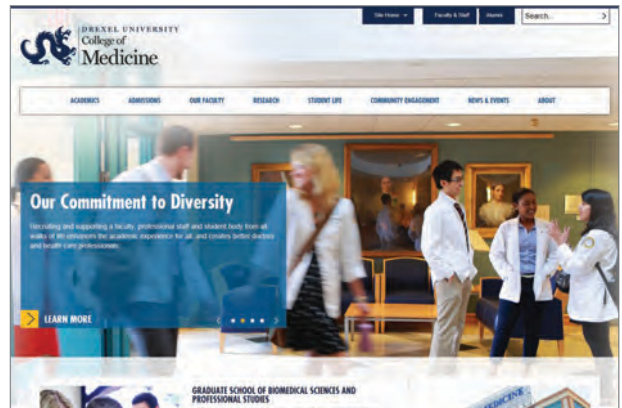 Site Home
Faculty & Staff
Alumni
Search...
DREXEL UNIVERSITY
College of
Medicine
ACADEMICS
ADMISSIONS
OUR FACULTY
RESEARCH
STUDENT LIFE
COMMUNITY ENGAGEMENT
NEWS & EVENTS
ABOUT
Our Commitment to Diversity
Recruiting and supporting a faculty, professional staff and student body from all
walks of life enhances the academic experience for all, and creates better doctors
and health care professionals.
LEARN MORE
GRADUATE SCHOOL OF BIOMEDICAL SCIENCES AND
PROFESSIONAL STUDIES
MEDICINE